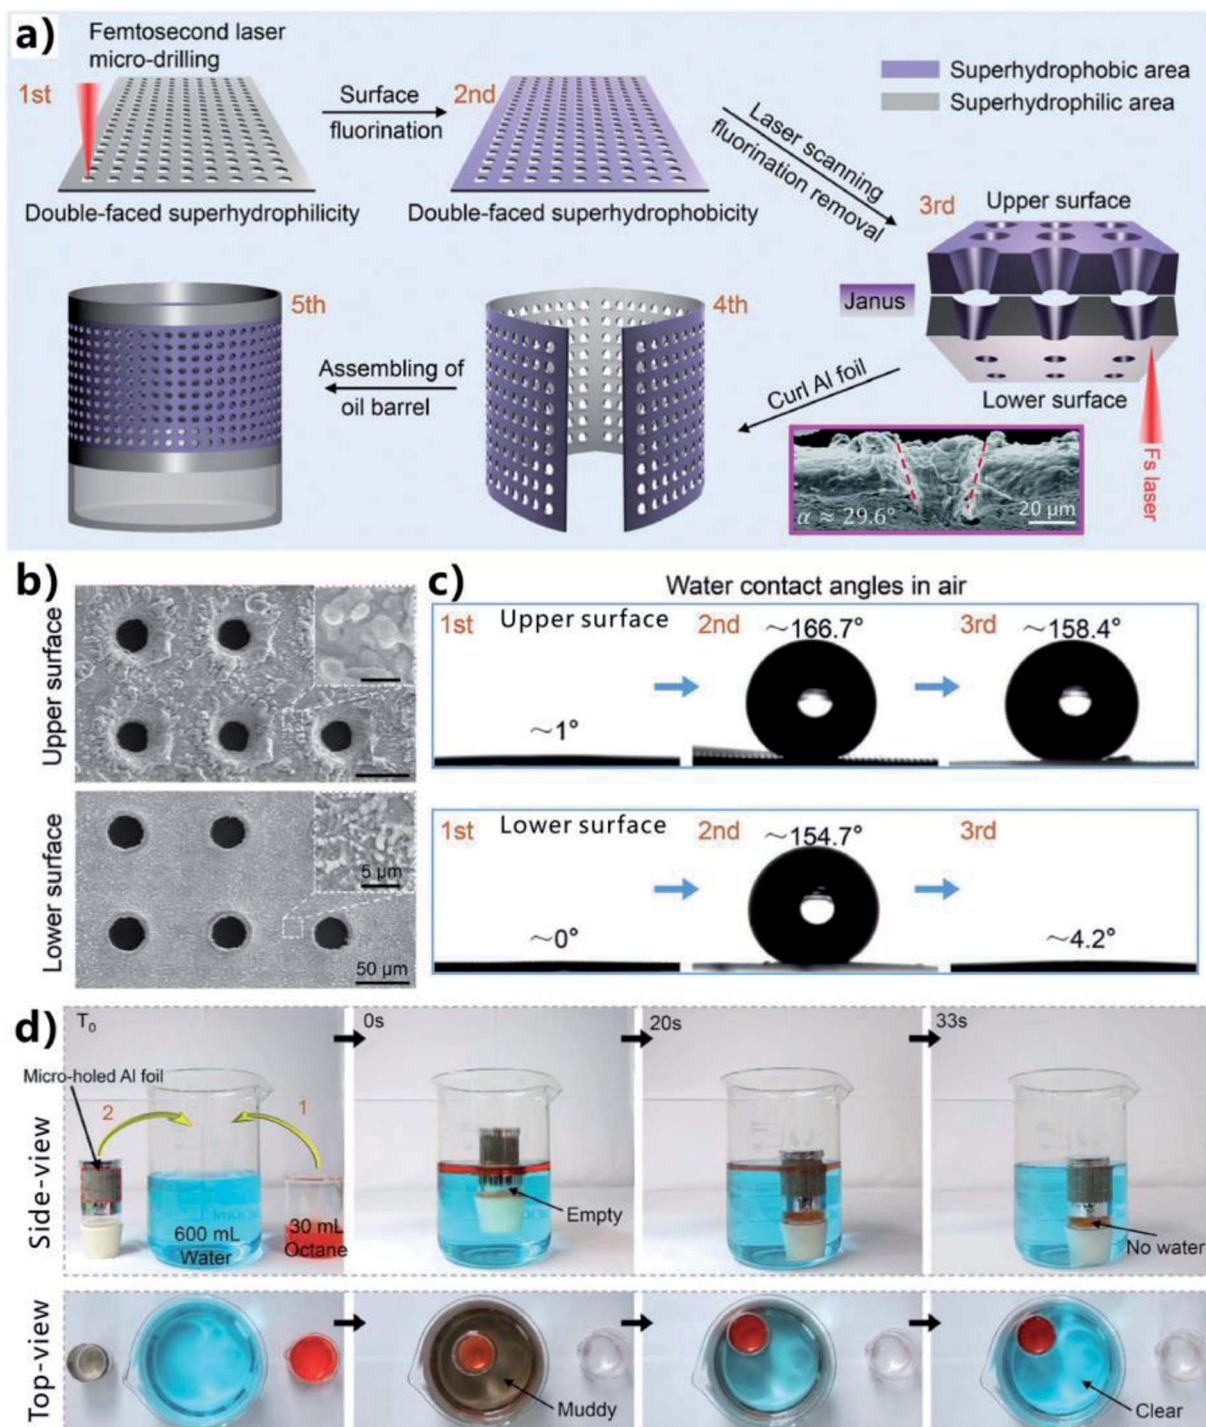 a)
Femtosecond laser
micro-drilling
1st
Surface
fluorination
2nd
Laser scanning
fluorination removal
Superhydrophobic area
Superhydrophilic area
Double-faced superhydrophilicity
Double-faced superhydrophobicity
3rd
Upper surface
Janus
Lower surface
Fs laser
Curl Al foil
4th
5th
Assembling of
oil barrel
α ≈ 29.6°
20 µm
b)
Upper surface
Lower surface
5 µm
50 µm
c)
Water contact angles in air
1st
Upper surface
2nd
~166.7°
3rd
~158.4°
~1°
1st
Lower surface
2nd
~154.7°
3rd
~0°
~4.2°
d)
Side-view
T0
0s
20s
33s
Micro-holed Al foil
2
1
600 mL
Water
30 mL
Octane
Empty
No water
Top-view
Muddy
Clear